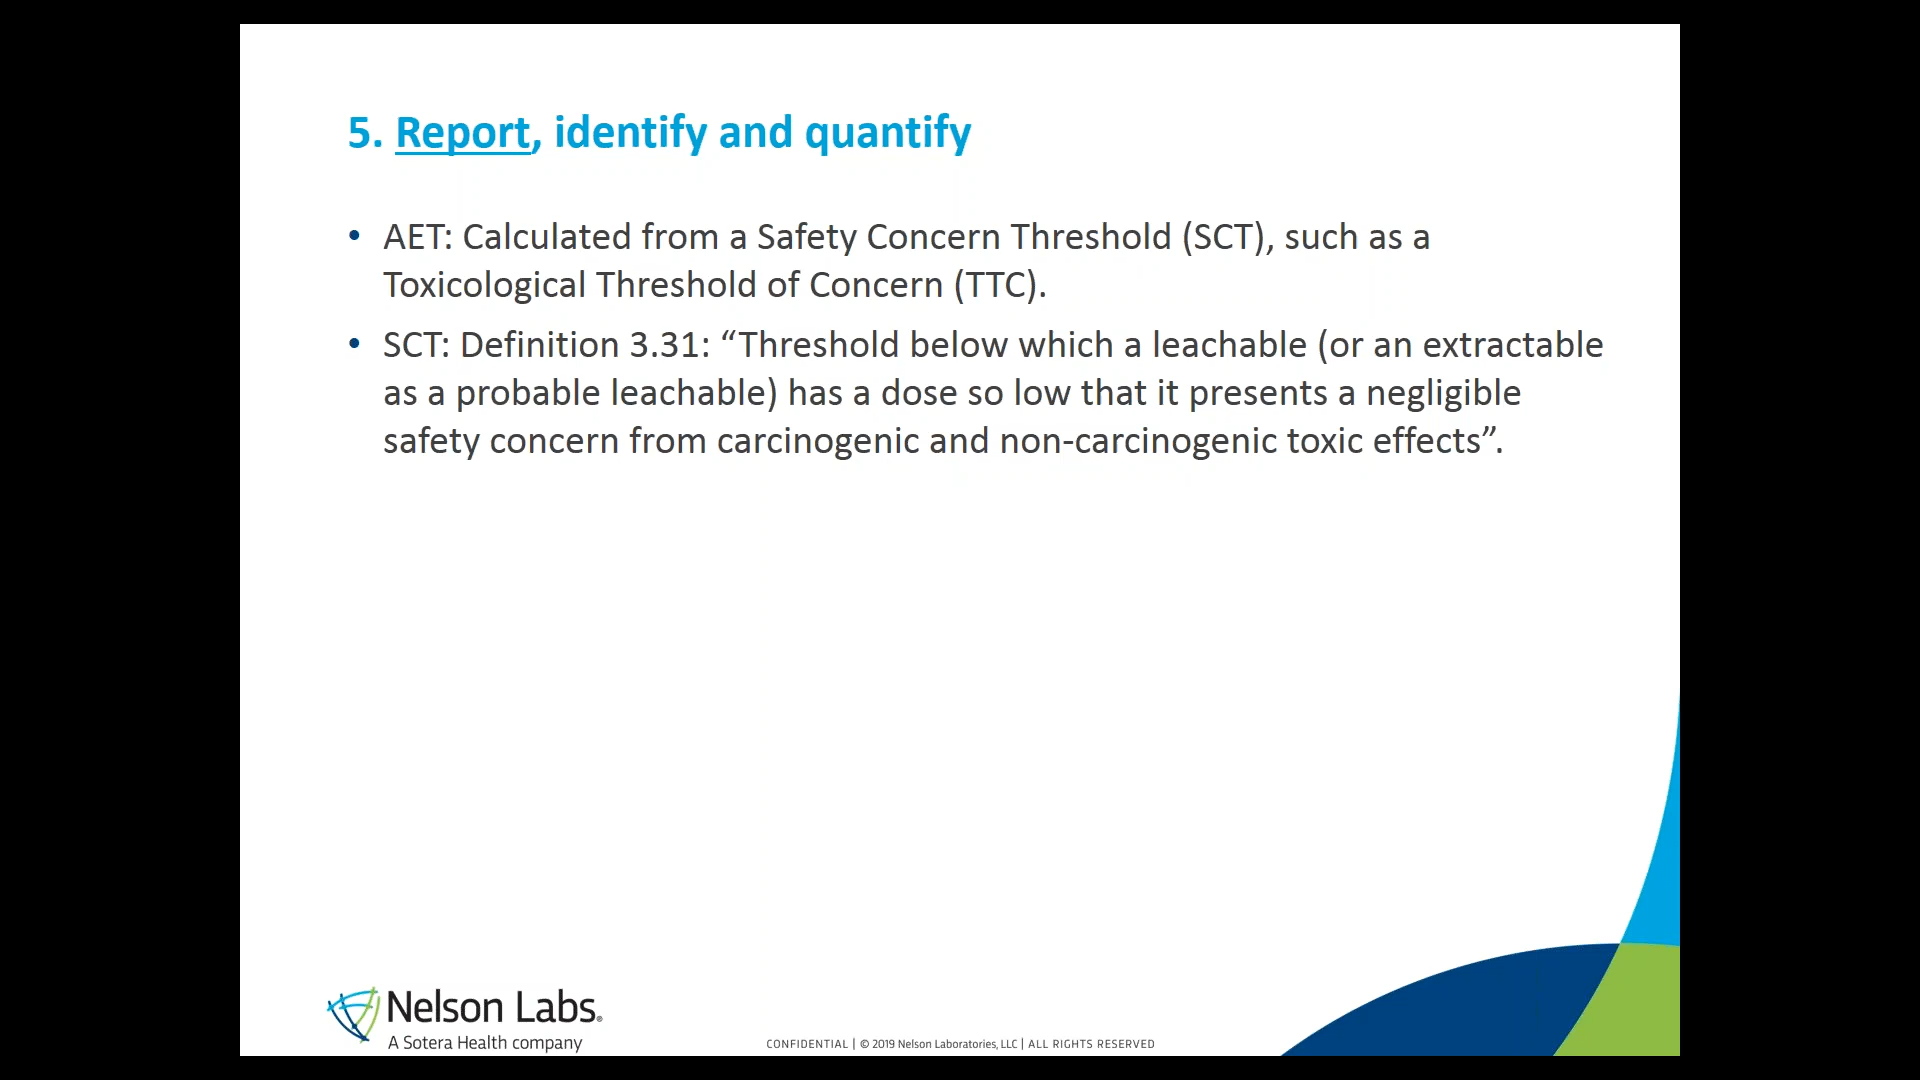 5. Report, identify and quantify
• AET: Calculated from a Safety Concern Threshold (SCT), such as a
Toxicological Threshold of Concern (TTC).
• SCT: Definition 3.31: “Threshold below which a leachable (or an extractable
as a probable leachable) has a dose so low that it presents a negligible
safety concern from carcinogenic and non-carcinogenic toxic effects”.
Nelson Labs®
A Sotera Health company
CONFIDENTIAL | © 2019 Nelson Laboratories, LLC | ALL RIGHTS RESERVED